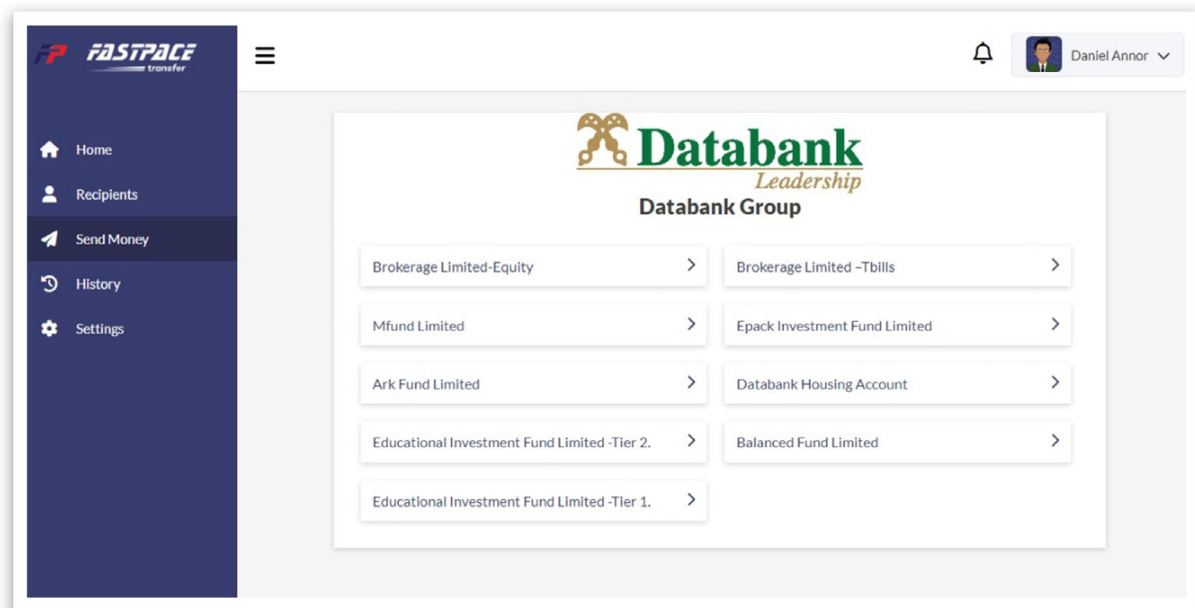 FP FASTPACE
transfer
Daniel Annor
Home
Recipients
Send Money
History
Settings
Databank
Leadership
Databank Group
Brokerage Limited-Equity
Brokerage Limited –Tbills
Mfund Limited
Epack Investment Fund Limited
Ark Fund Limited
Databank Housing Account
Educational Investment Fund Limited -Tier 2.
Balanced Fund Limited
Educational Investment Fund Limited -Tier 1.